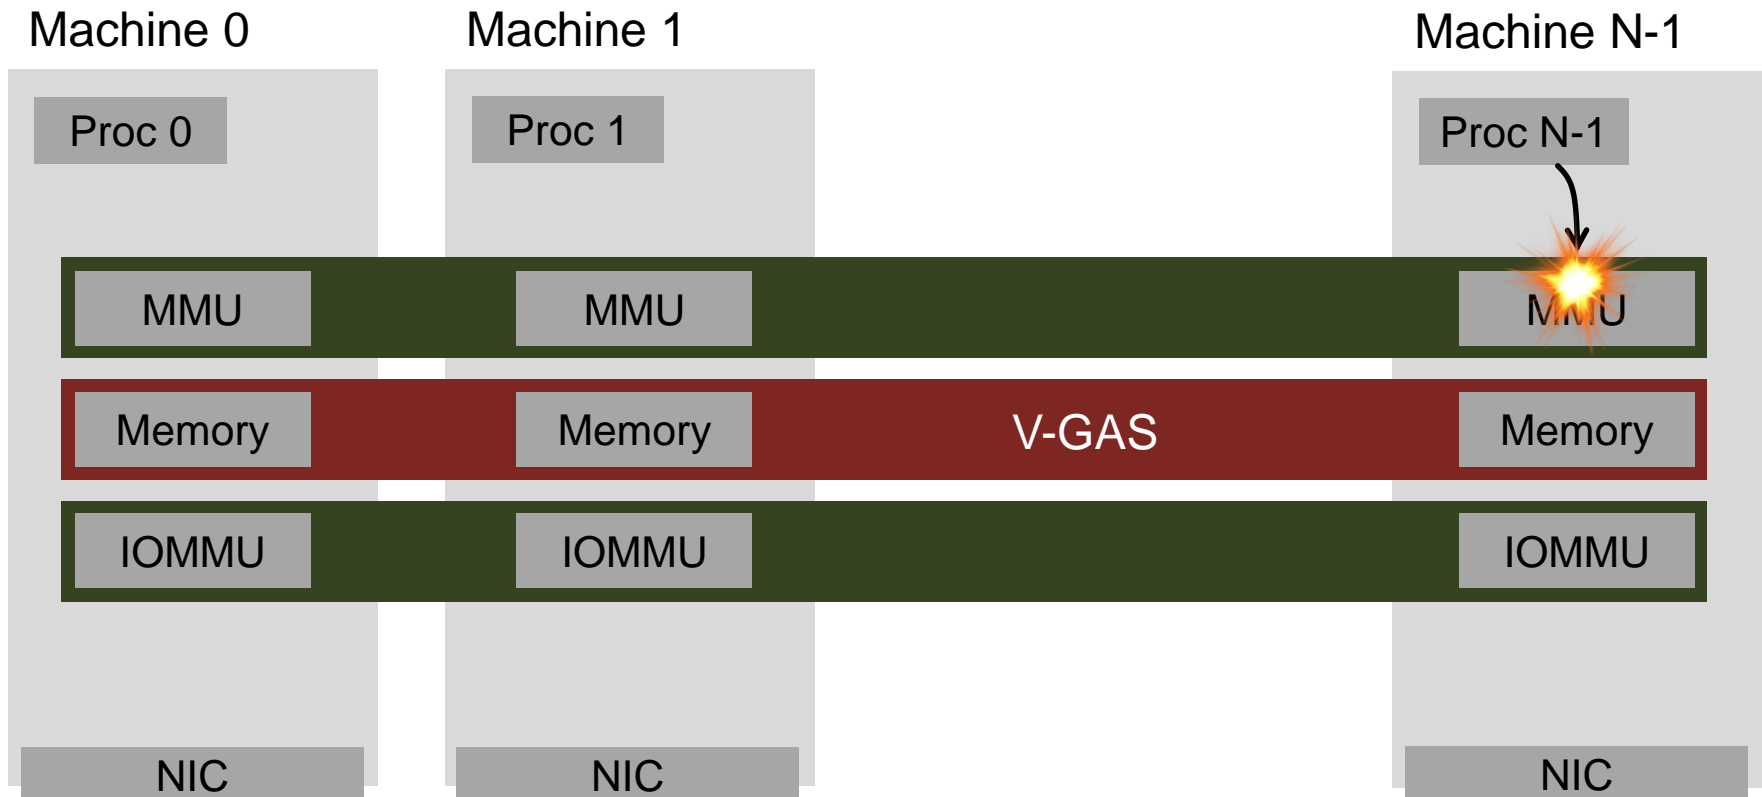 Machine 0
Machine 1
Machine N-1
Proc 0
Proc 1
Proc N-1
MMU
MMU
MMU
Memory
Memory
V-GAS
Memory
IOMMU
IOMMU
IOMMU
NIC
NIC
NIC